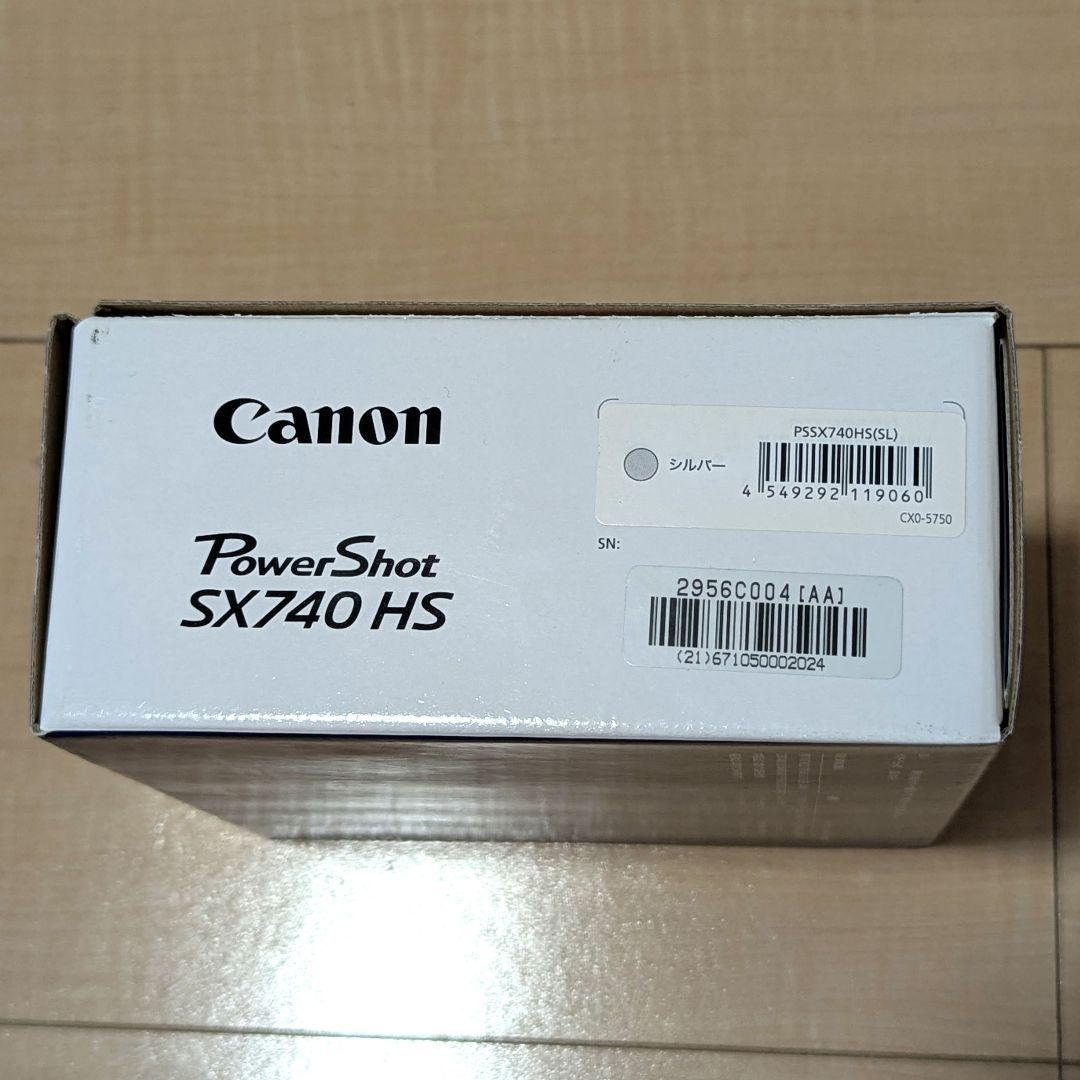 Canon
PowerShot
SX740 HS
PSSX740HS(SL)
シルバー
4 549292 119060
CX0-5750
SN:
2956C004[AA]
(21)671050002024